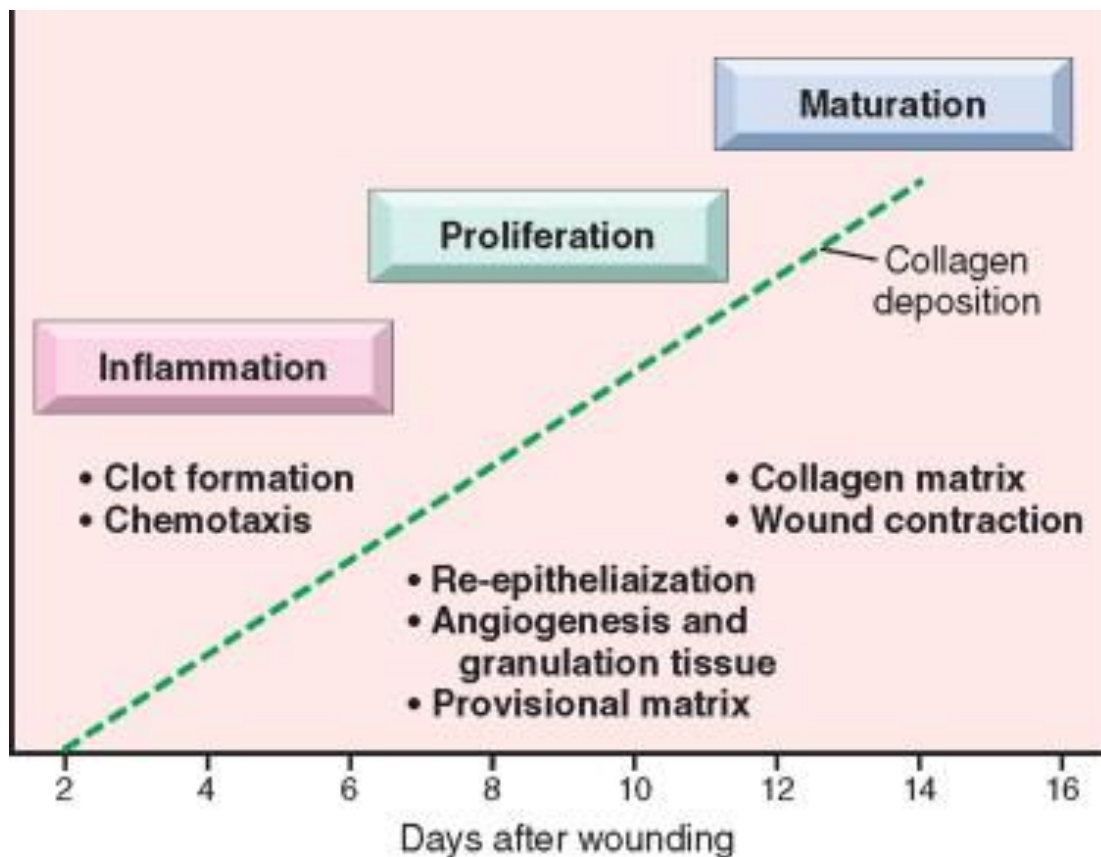 Maturation
Proliferation
Collagen
deposition
Inflammation
• Clot formation
• Chemotaxis
• Collagen matrix
• Wound contraction
• Re-epitheliaization
• Angiogenesis and
granulation tissue
• Provisional matrix
2 4 6 8 10 12 14 16
Days after wounding